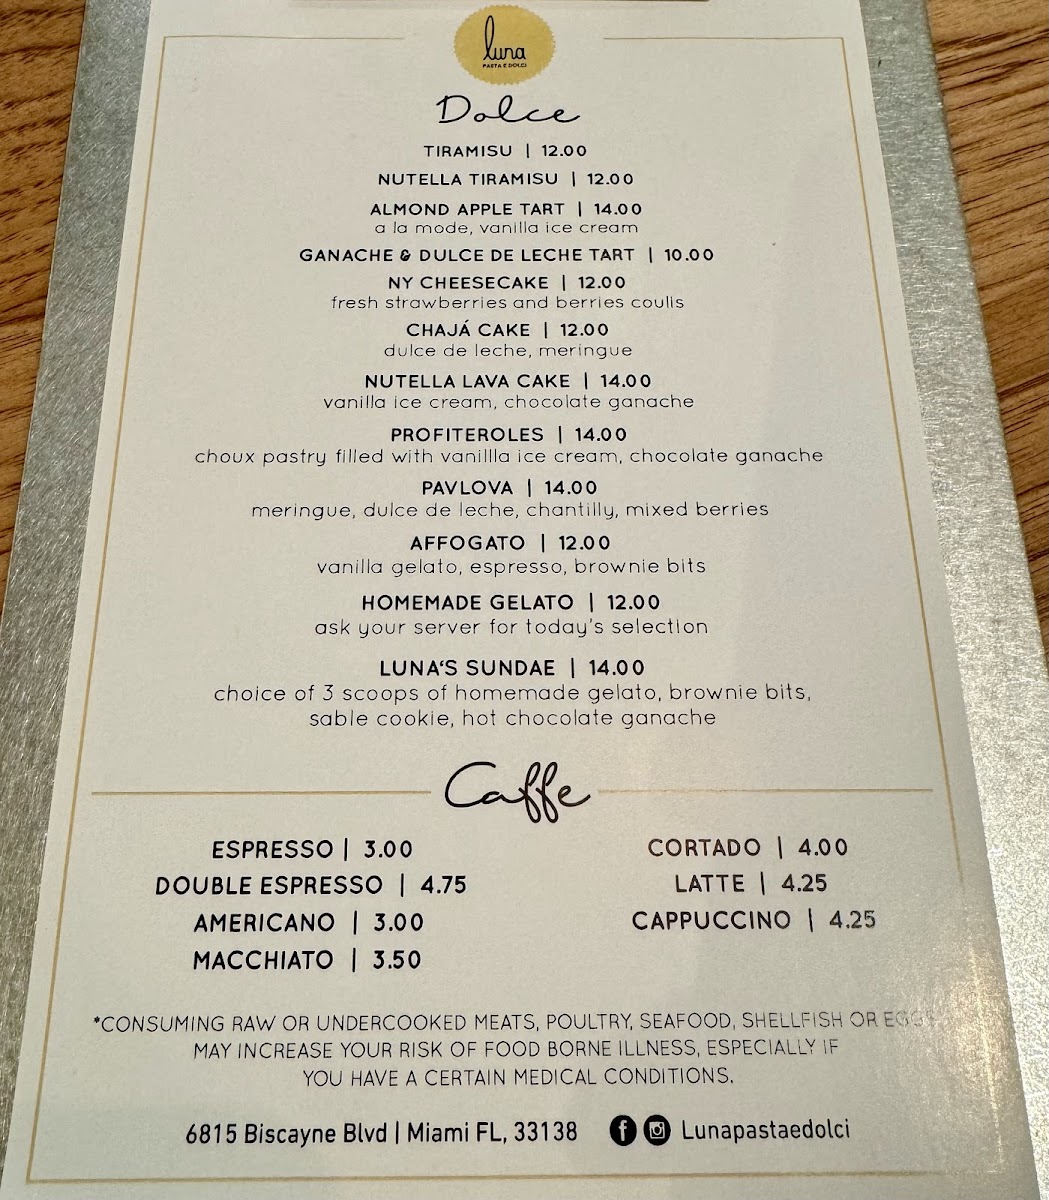 luna
PASTA E DOLCI
Dolce
TIRAMISU | 12.00
NUTELLA TIRAMISU | 12.00
ALMOND APPLE TART | 14.00
a la mode, vanilla ice cream
GANACHE & DULCE DE LECHE TART | 10.00
NY CHEESECAKE | 12.00
fresh strawberries and berries coulis
CHAJÁ CAKE | 12.00
dulce de leche, meringue
NUTELLA LAVA CAKE | 14.00
vanilla ice cream, chocolate ganache
PROFITEROLES | 14.00
choux pastry filled with vanillla ice cream, chocolate ganache
PAVLOVA | 14.00
meringue, dulce de leche, chantilly, mixed berries
AFFOGATO | 12.00
vanilla gelato, espresso, brownie bits
HOMEMADE GELATO | 12.00
ask your server for today's selection
LUNA'S SUNDAE | 14.00
choice of 3 scoops of homemade gelato, brownie bits,
sable cookie, hot chocolate ganache
Caffe
ESPRESSO | 3.00
DOUBLE ESPRESSO | 4.75
AMERICANO | 3.00
MACCHIATO | 3.50
CORTADO | 4.00
LATTE | 4.25
CAPPUCCINO | 4.25
*CONSUMING RAW OR UNDERCOOKED MEATS, POULTRY, SEAFOOD, SHELLFISH OR EGGS
MAY INCREASE YOUR RISK OF FOOD BORNE ILLNESS, ESPECIALLY IF
YOU HAVE A CERTAIN MEDICAL CONDITIONS.
6815 Biscayne Blvd | Miami FL, 33138 Lunapastaedolci